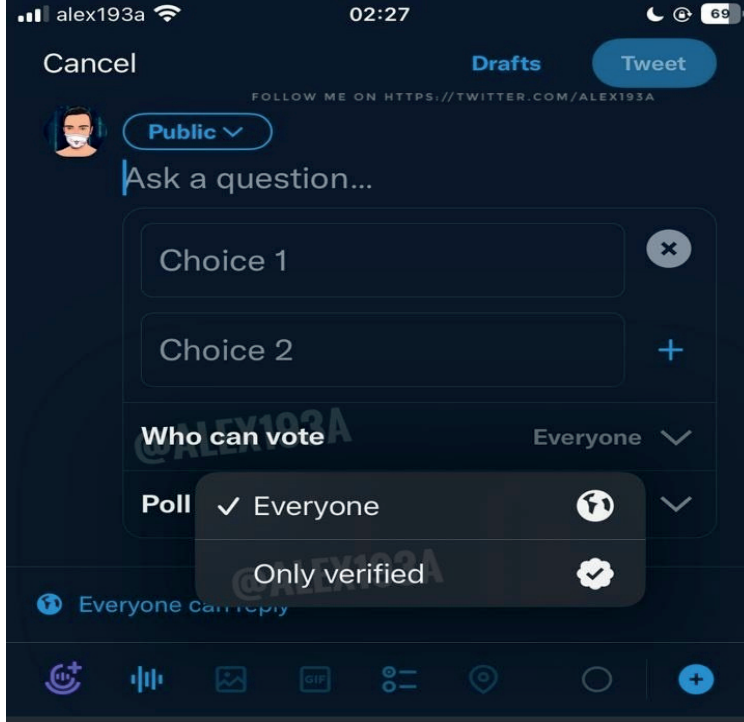 alex193a 02:27 69
Cancel Drafts Tweet
FOLLOW ME ON HTTPS://TWITTER.COM/ALEX193A
Public
Ask a question...
Choice 1
Choice 2
@ALEX193A
Who can vote Everyone
Poll
Everyone
Only verified
@ALEX193A
Everyone can reply
GIF